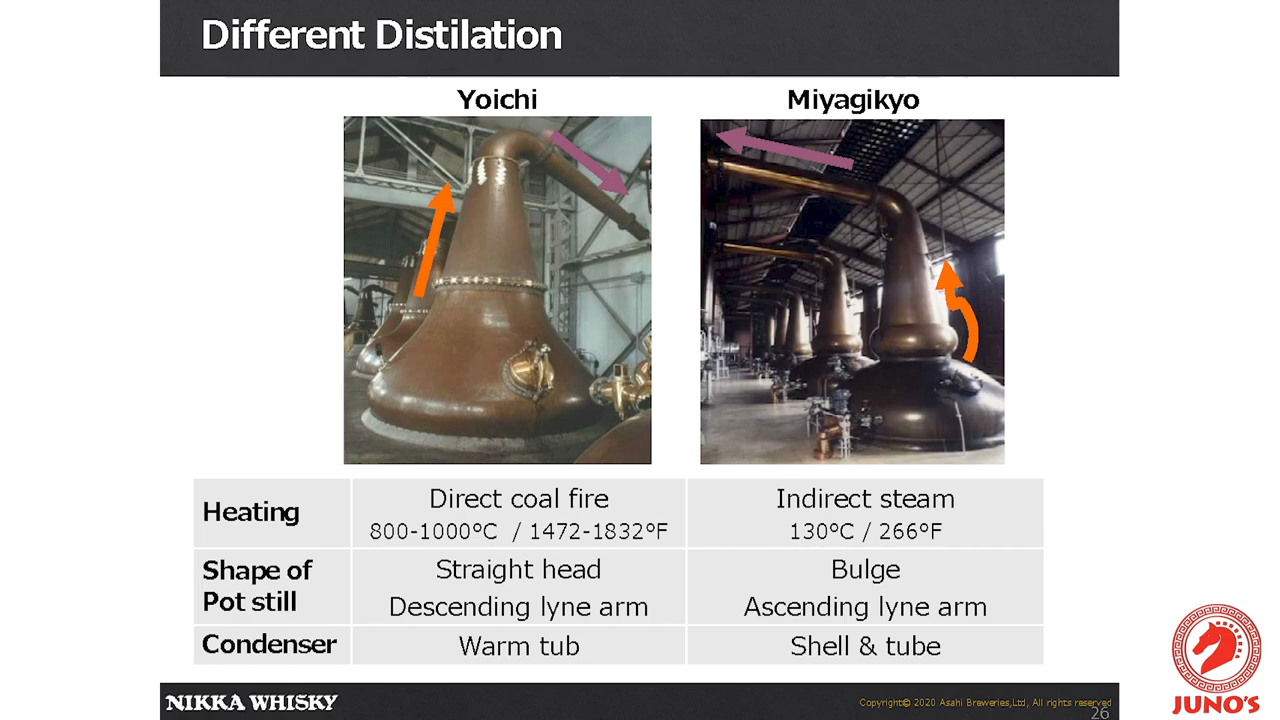 Different Distilation
Yoichi
Miyagikyo
Heating
Direct coal fire
800-1000°C / 1472-1832°F
Indirect steam
130°C / 266°F
Shape of
Pot still
Straight head
Descending lyne arm
Bulge
Ascending lyne arm
Condenser
Warm tub
Shell & tube
NIKKA WHISKY
Copyright© 2020 Asahi Breweries,Ltd, All rights reserved
26
JUNO'S